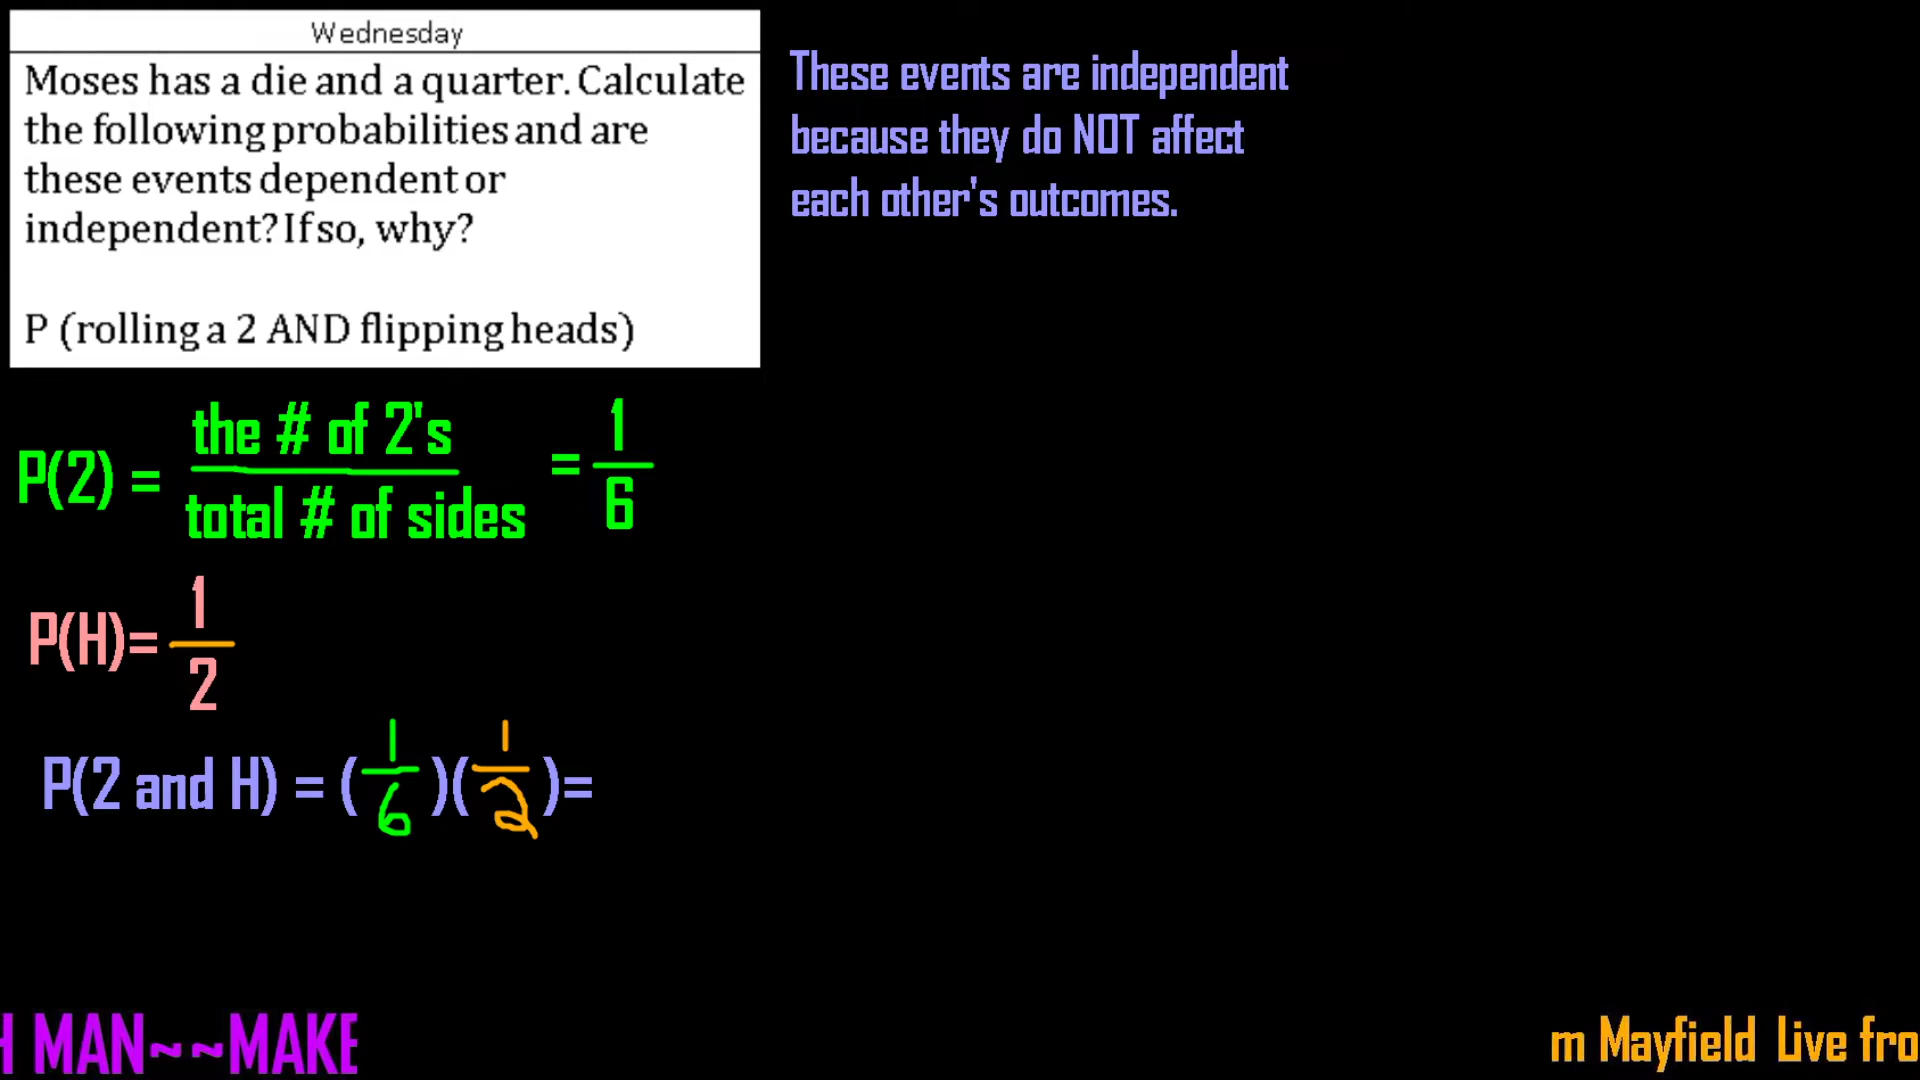 Wednesday
Moses has a die and a quarter. Calculate
the following probabilities and are
these events dependent or
independent? If so, why?
P (rolling a 2 AND flipping heads)
These events are independent
because they do NOT affect
each other's outcomes.
P(2) = the # of 2's / total # of sides = 1/6
P(H)= 1/2
P(2 and H) = (1/6)(1/2)=
H MAN~~MAKE
m Mayfield Live fro